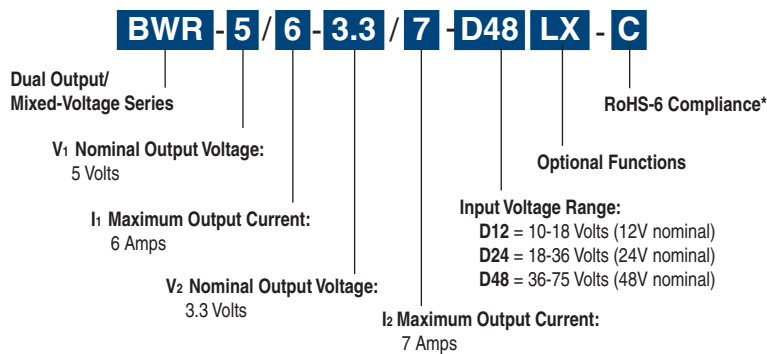 BWR - 5 / 6 - 3.3 / 7 - D48 LX - C
Dual Output/
Mixed-Voltage Series
RoHS-6 Compliance*
V1 Nominal Output Voltage:
5 Volts
Optional Functions
I1 Maximum Output Current:
6 Amps
Input Voltage Range:
D12 = 10-18 Volts (12V nominal)
D24 = 18-36 Volts (24V nominal)
D48 = 36-75 Volts (48V nominal)
V2 Nominal Output Voltage:
3.3 Volts
I2 Maximum Output Current:
7 Amps